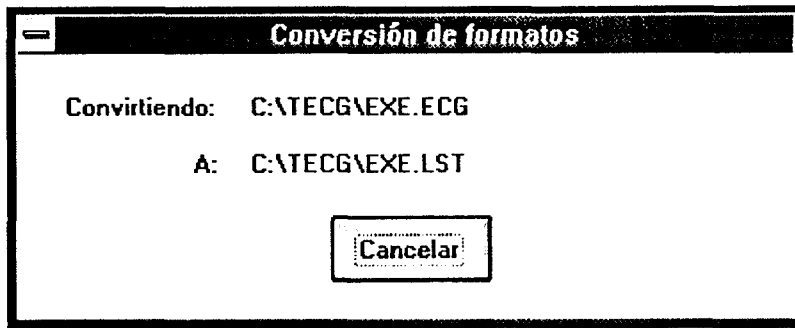 Conversión de formatos
Convirtiendo: C:\TECG\EXE.ECG
A: C:\TECG\EXE.LST
Cancelar